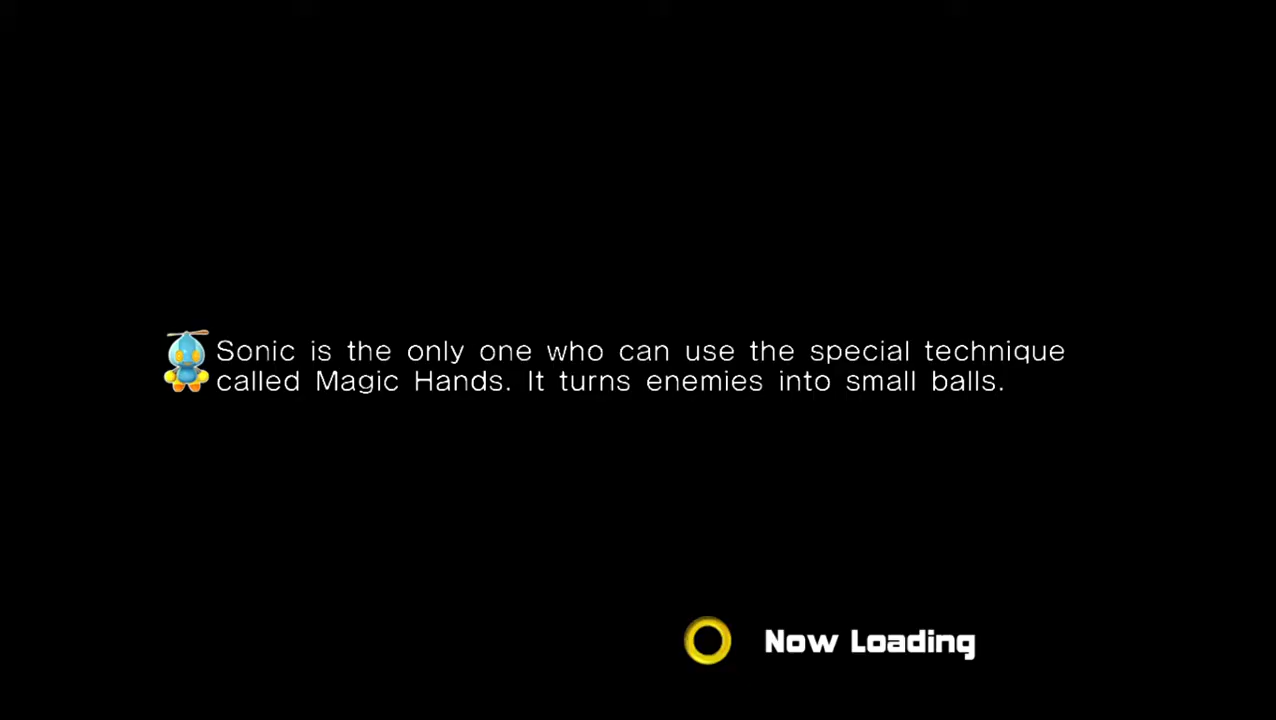 Sonic is the only one who can use the special technique
called Magic Hands. It turns enemies into small balls.
Now Loading